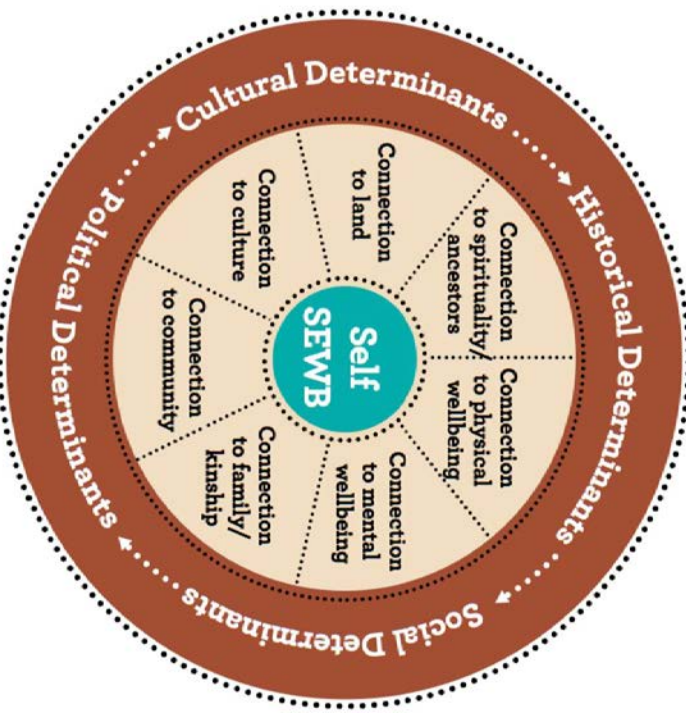 Cultural Determinants
Historical Determinants
Social Determinants
Political Determinants
Connection
to spirituality/
ancestors
Connection
to physical
wellbeing
Connection
to mental
wellbeing
Connection
to family/
kinship
Connection
to community
Connection
to culture
Connection
to land
Self
SEWB